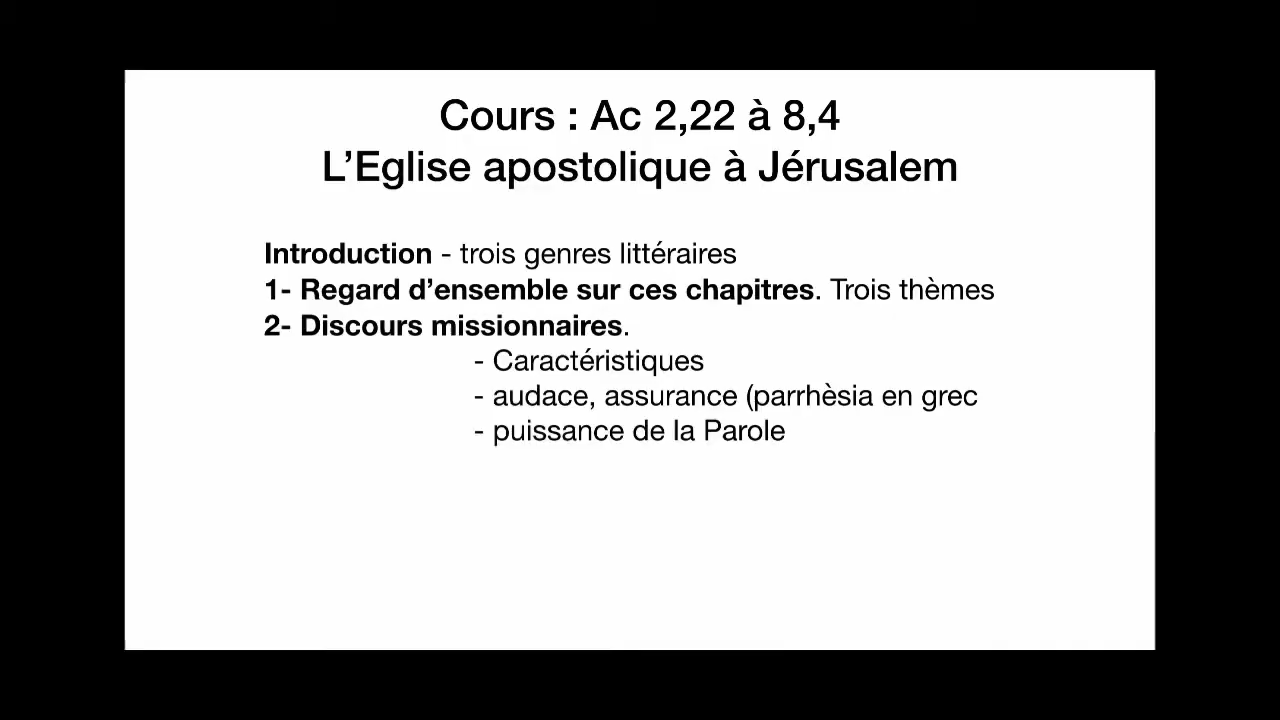 Cours : Ac 2,22 à 8,4
L’Eglise apostolique à Jérusalem
Introduction - trois genres littéraires
1- Regard d’ensemble sur ces chapitres. Trois thèmes
2- Discours missionnaires.
- Caractéristiques
- audace, assurance (parrhèsia en grec
- puissance de la Parole